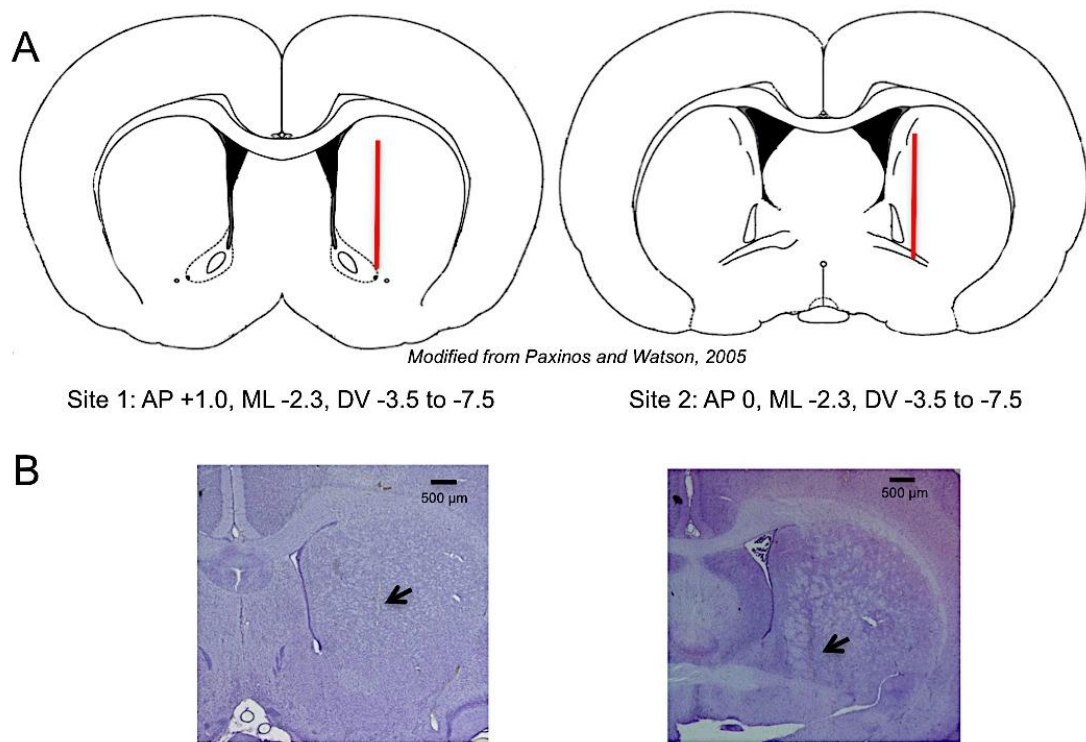 A
Modified from Paxinos and Watson, 2005
Site 1: AP +1.0, ML -2.3, DV -3.5 to -7.5
Site 2: AP 0, ML -2.3, DV -3.5 to -7.5
B
500 µm
500 µm